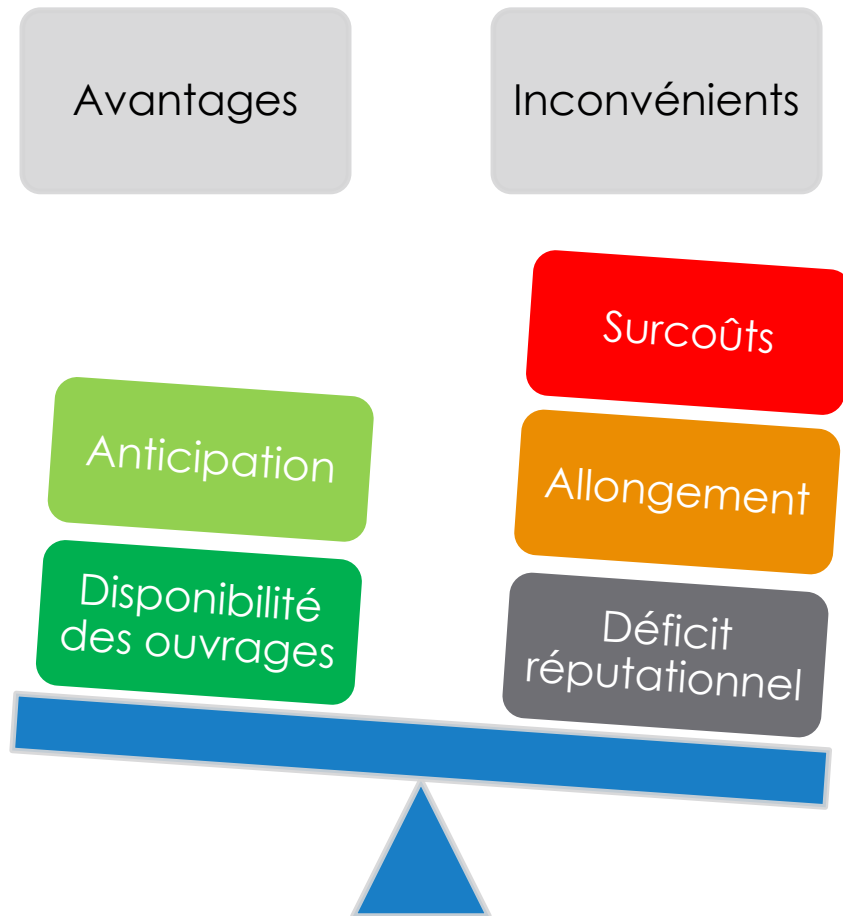 Avantages
Inconvénients
Surcoûts
Anticipation
Allongement
Disponibilité
des ouvrages
Déficit
réputationnel